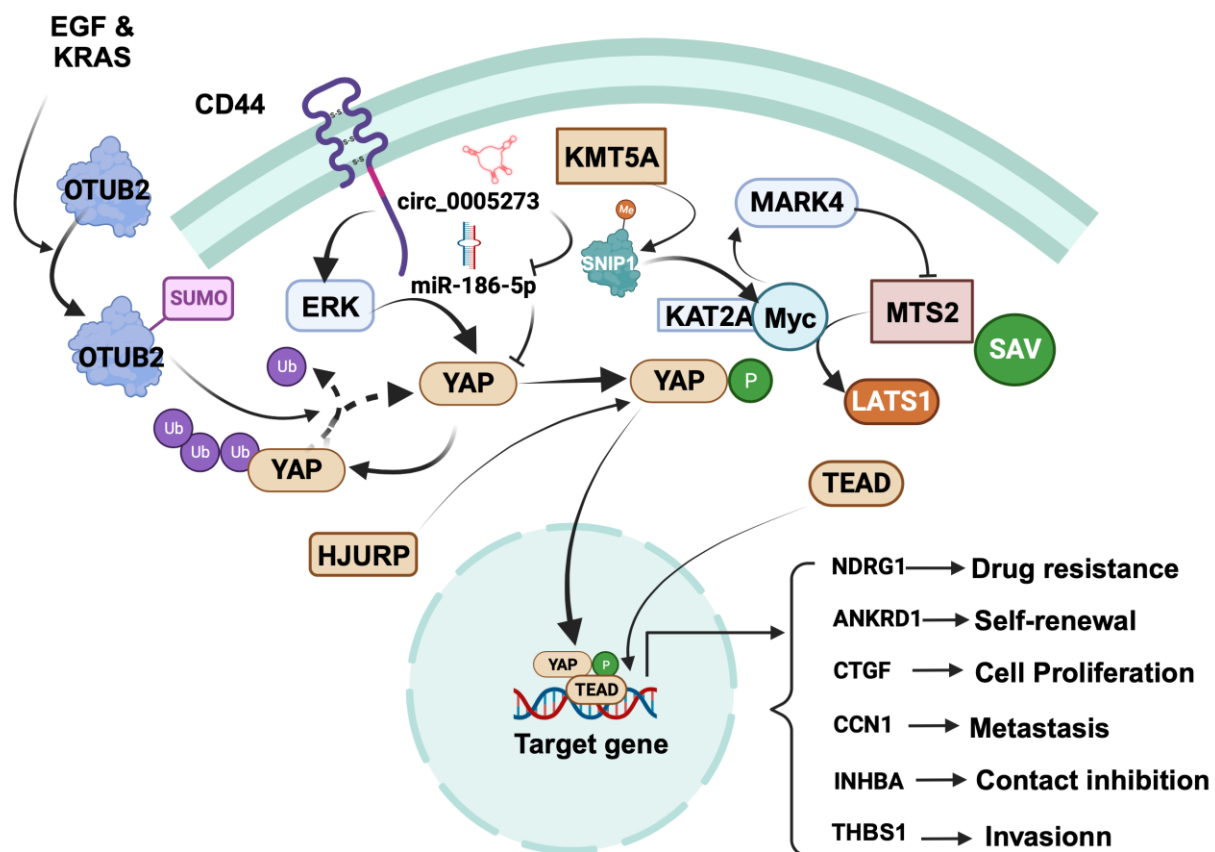 EGF &
KRAS
CD44
S-S
S-S
S-S
OTUB2
circ_0005273
miR-186-5p
KMT5A
Me
SNIP1
MARK4
SUMO
OTUB2
ERK
KAT2A
Myc
MTS2
SAV
LATS1
Ub
YAP
YAP
P
Ub
Ub
Ub
YAP
TEAD
HJURP
YAP
P
TEAD
Target gene
NDRG1
Drug resistance
ANKRD1
Self-renewal
CTGF
Cell Proliferation
CCN1
Metastasis
INHBA
Contact inhibition
THBS1
Invasionn